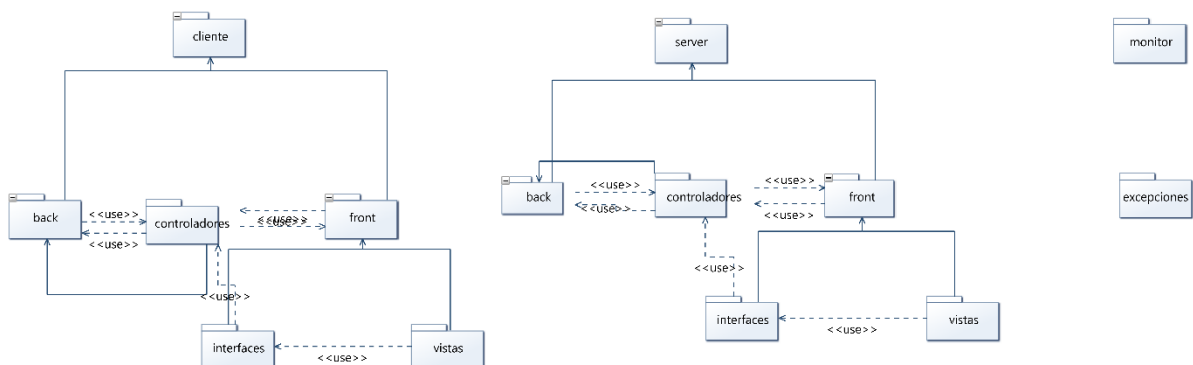 cliente
server
monitor
back
<<use>>
<<use>>
controladores
<<use>>
<<use>>
front
back
<<use>>
<<use>>
controladores
<<use>>
<<use>>
front
excepciones
<<use>>
<<use>>
interfaces
<<use>>
vistas
interfaces
<<use>>
vistas